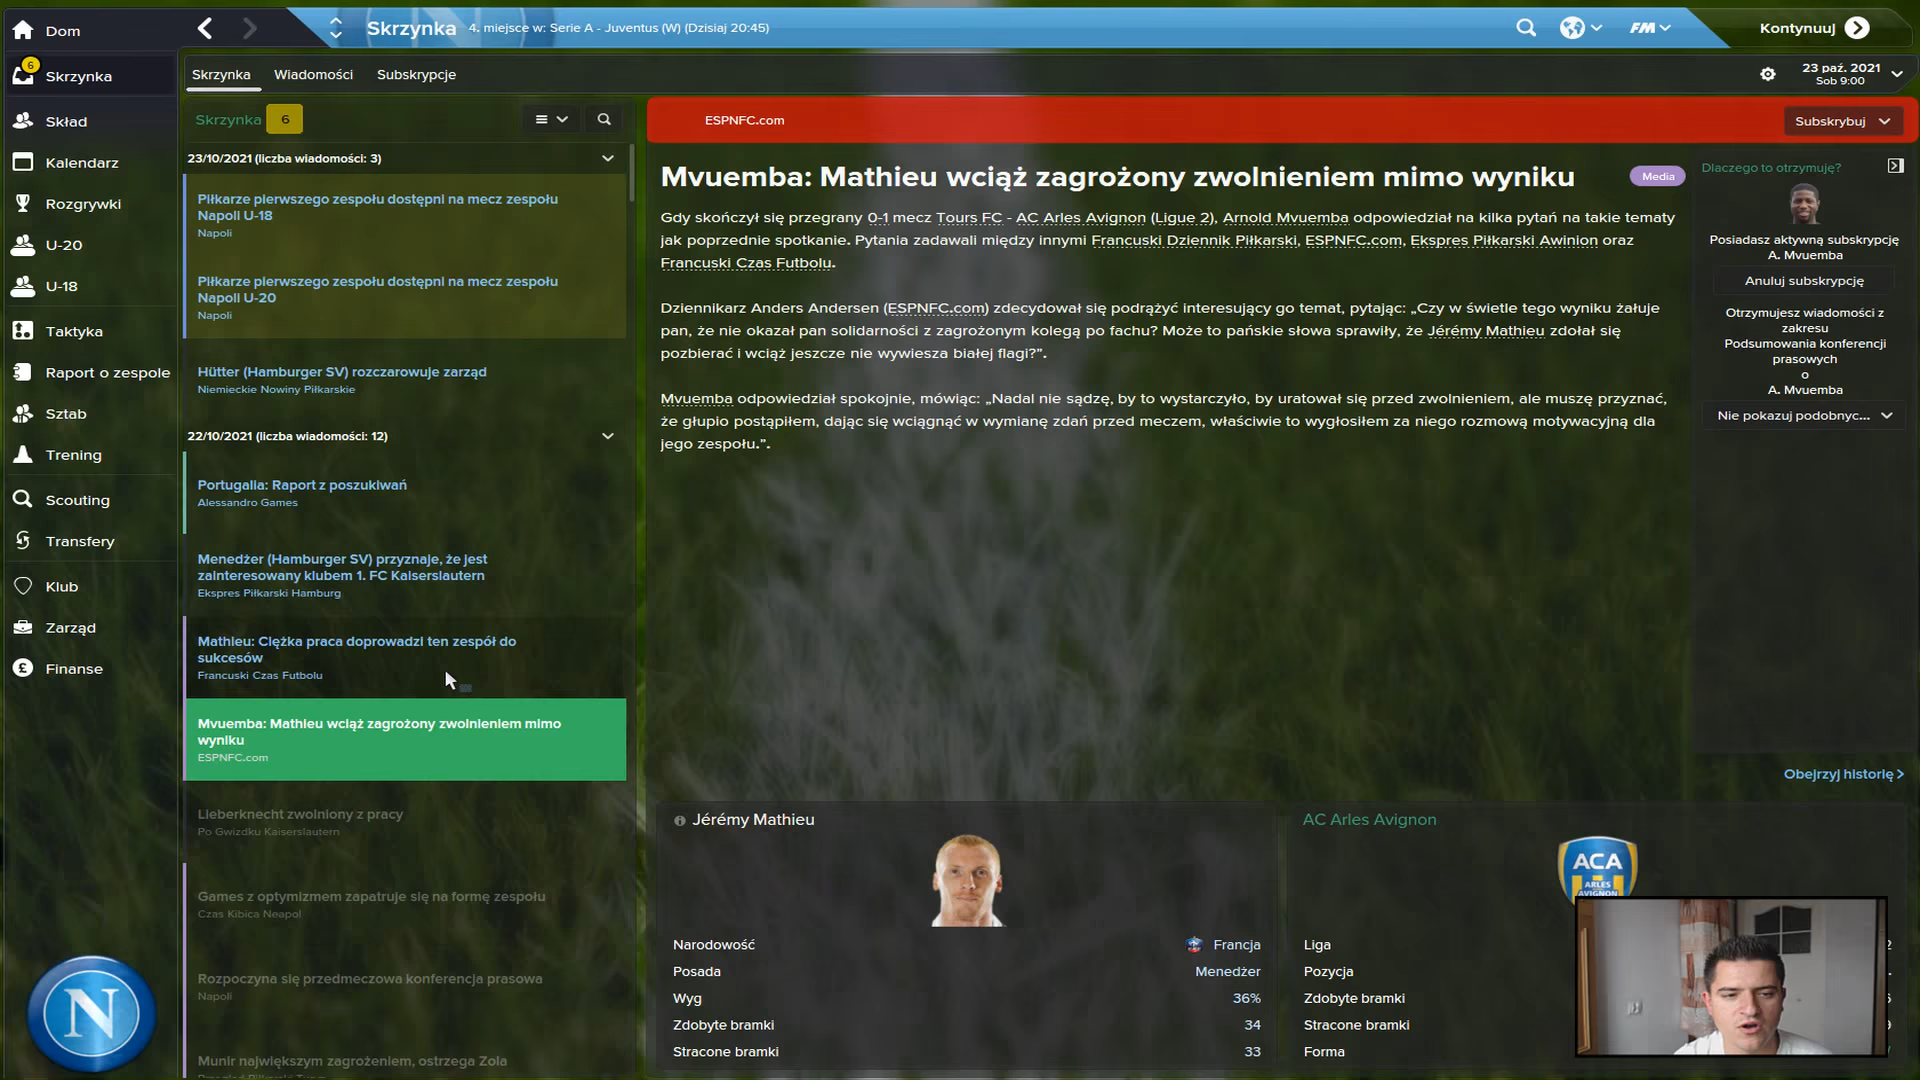 Dom
Skrzynka
4. miejsce w: Serie A - Juventus (W) (Dzisiaj 20:45)
FM
Kontynuuj
6
Skrzynka
Skrzynka
Wiadomości
Subskrypcje
23 paź. 2021
Sob 9:00
Skład
Kalendarz
Rozgrywki
U-20
U-18
Taktyka
Raport o zespole
Sztab
Trening
Scouting
Transfery
Klub
Zarząd
Finanse
N
Skrzynka 6
23/10/2021 (liczba wiadomości: 3)
Piłkarze pierwszego zespołu dostępni na mecz zespołu
Napoli U-18
Napoli
Piłkarze pierwszego zespołu dostępni na mecz zespołu
Napoli U-20
Napoli
Hütter (Hamburger SV) rozczarowuje zarząd
Niemieckie Nowiny Piłkarskie
22/10/2021 (liczba wiadomości: 12)
Portugalia: Raport z poszukiwań
Alessandro Games
Menedżer (Hamburger SV) przyznaje, że jest
zainteresowany klubem 1. FC Kaiserslautern
Ekspres Piłkarski Hamburg
Mathieu: Ciężka praca doprowadzi ten zespół do
sukcesów
Francuski Czas Futbolu
Mvuemba: Mathieu wciąż zagrożony zwolnieniem mimo
wyniku
ESPNFC.com
Lieberknecht zwolniony z pracy
Po Gwizdku Kaiserslautern
Games z optymizmem zapatruje się na formę zespołu
Czas Kibica Neapol
Rozpoczyna się przedmeczowa konferencja prasowa
Napoli
Munir największym zagrożeniem, ostrzega Zola
ESPNFC.com
Subskrybuj
Mvuemba: Mathieu wciąż zagrożony zwolnieniem mimo wyniku
Media
Gdy skończył się przegrany 0-1 mecz Tours FC - AC Arles Avignon (Ligue 2), Arnold Mvuemba odpowiedział na kilka pytań na takie tematy
jak poprzednie spotkanie. Pytania zadawali między innymi Francuski Dziennik Piłkarski, ESPNFC.com, Ekspres Piłkarski Awinion oraz
Francuski Czas Futbolu.
Dziennikarz Anders Andersen (ESPNFC.com) zdecydował się podrążyć interesujący go temat, pytając: „Czy w świetle tego wyniku żałuje
pan, że nie okazał pan solidarności z zagrożonym kolegą po fachu? Może to pańskie słowa sprawiły, że Jérémy Mathieu zdołał się
pozbierać i wciąż jeszcze nie wywiesza białej flagi?”.
Mvuemba odpowiedział spokojnie, mówiąc: „Nadal nie sądzę, by to wystarczyło, by uratował się przed zwolnieniem, ale muszę przyznać,
że głupio postąpiłem, dając się wciągnąć w wymianę zdań przed meczem, właściwie to wygłosiłem za niego rozmową motywacyjną dla
jego zespołu.”.
Dlaczego to otrzymuję?
Posiadasz aktywną subskrypcję
A. Mvuemba
Anuluj subskrypcję
Otrzymujesz wiadomości z
zakresu
Podsumowania konferencji
prasowych
o
A. Mvuemba
Nie pokazuj podobnyc...
Obejrzyj historię >
Jérémy Mathieu
Narodowość Francja
Posada Menedżer
Wyg 36%
Zdobyte bramki 34
Stracone bramki 33
AC Arles Avignon
ACA
ARLES
AVIGNON
Liga
Pozycja
Zdobyte bramki
Stracone bramki
Forma